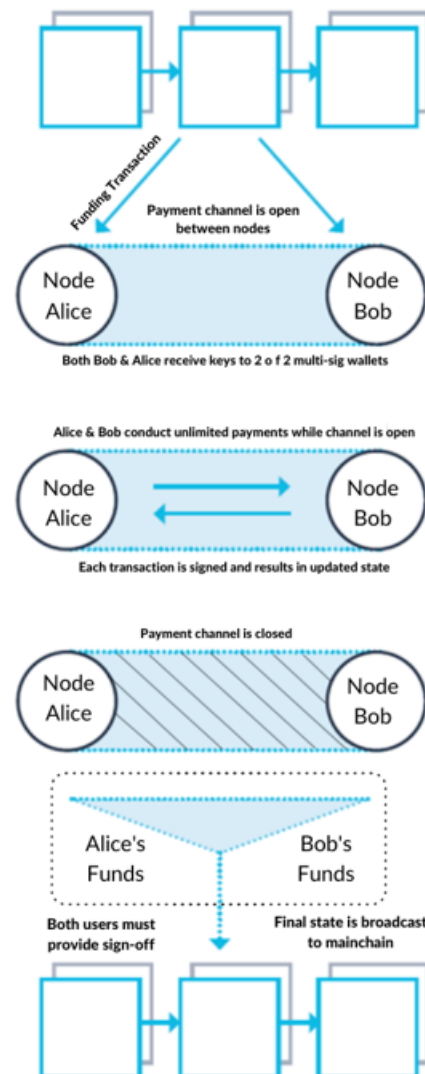 Funding Transaction
Payment channel is open
between nodes
Node
Alice
Node
Bob
Both Bob & Alice receive keys to 2 o f 2 multi-sig wallets
Alice & Bob conduct unlimited payments while channel is open
Node
Alice
Node
Bob
Each transaction is signed and results in updated state
Payment channel is closed
Node
Alice
Node
Bob
Alice's
Funds
Bob's
Funds
Both users must
provide sign-off
Final state is broadcast
to mainchain